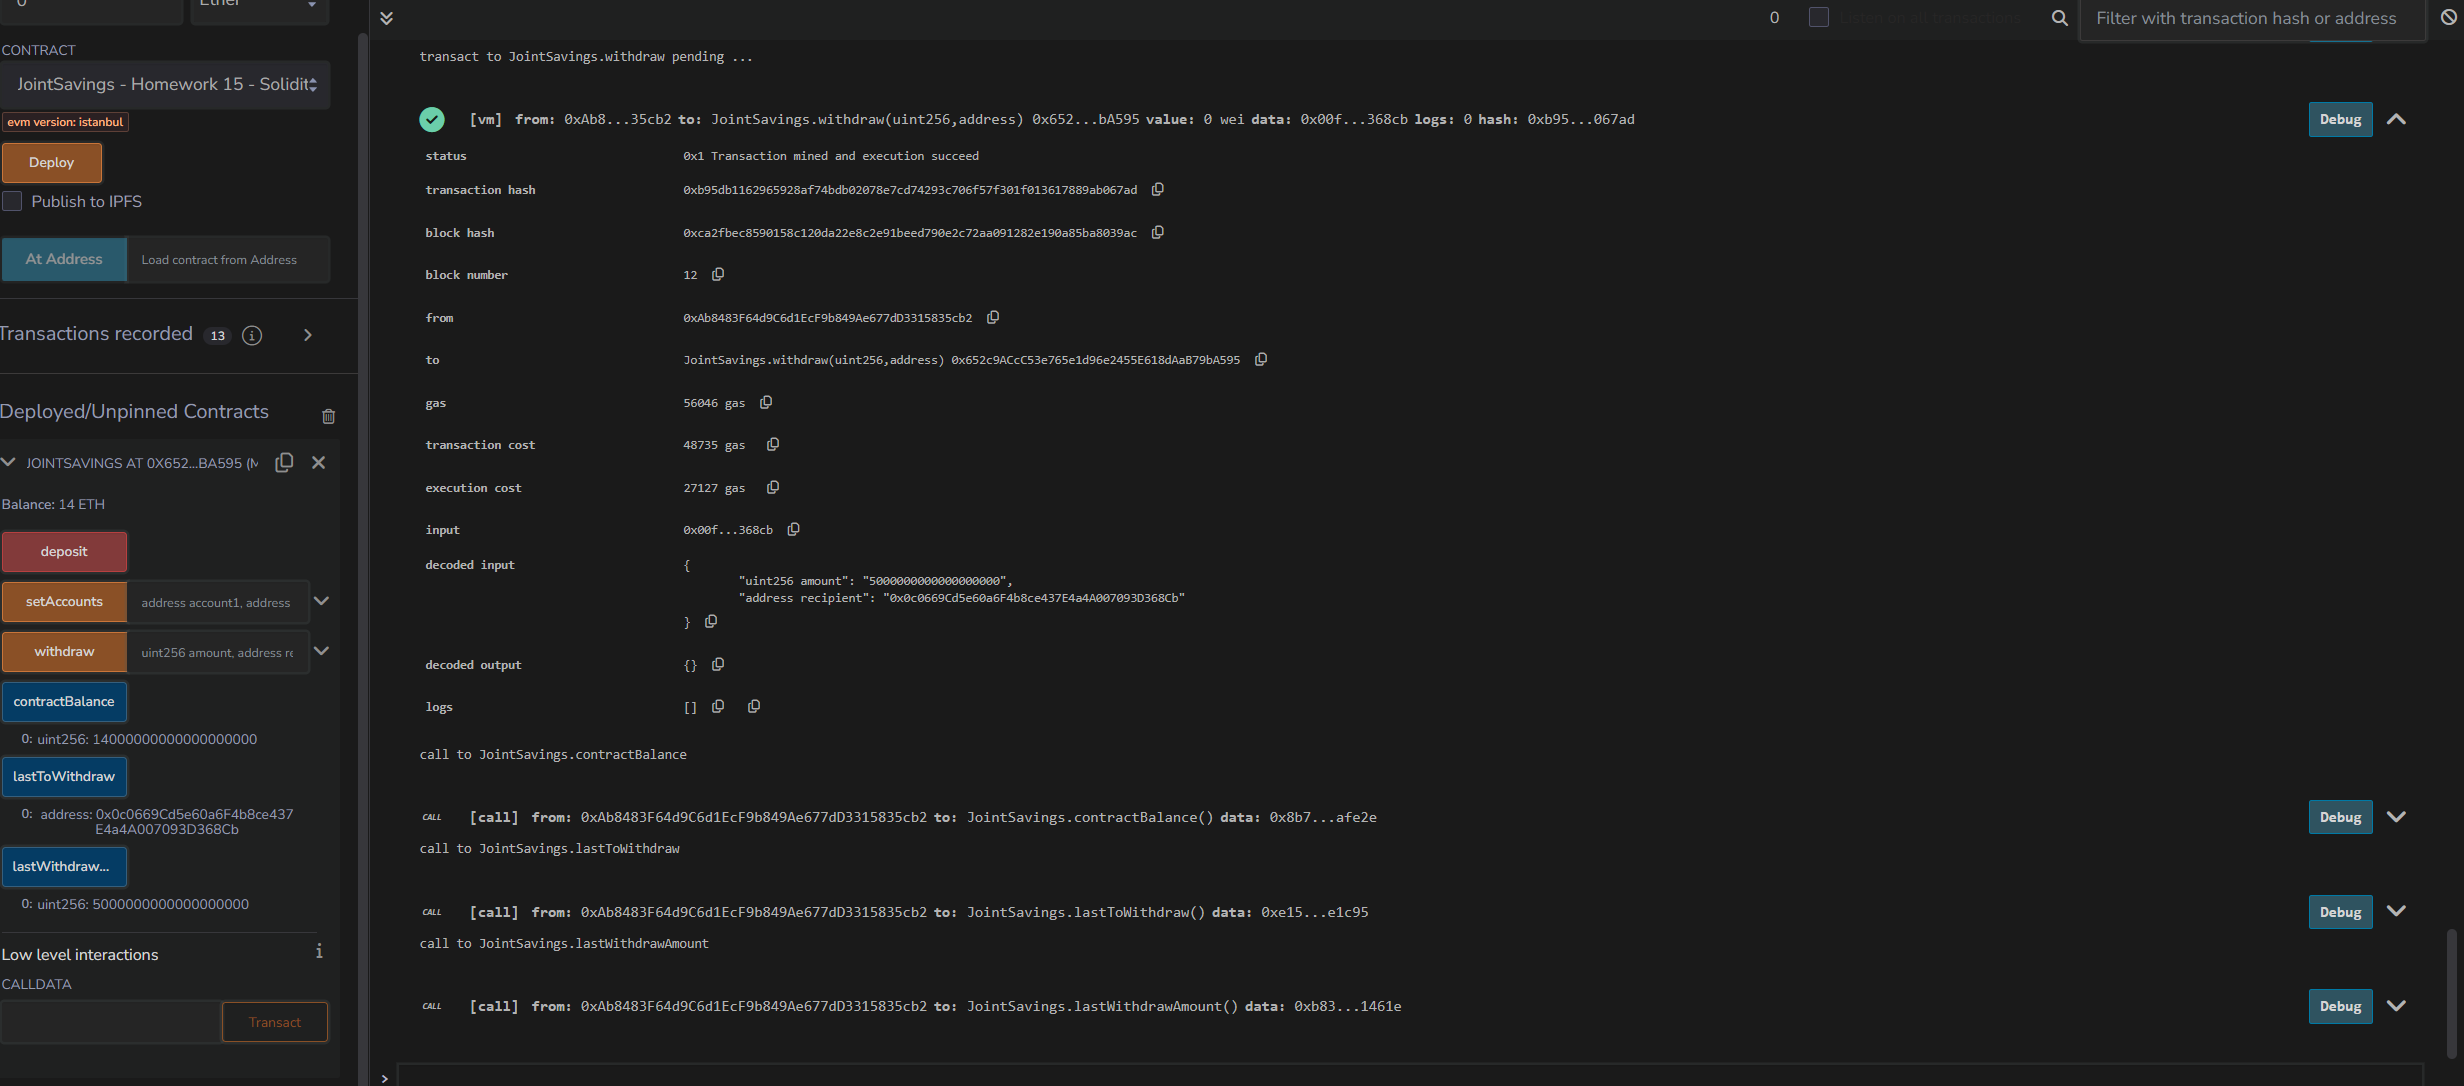 0
Ether
CONTRACT
JointSavings - Homework 15 - Solidit
evm version: istanbul
Deploy
Publish to IPFS
At Address
Load contract from Address
Transactions recorded 13
Deployed/Unpinned Contracts
JOINTSAVINGS AT 0X652...BA595 (M
Balance: 14 ETH
deposit
setAccounts
address account1, address
withdraw
uint256 amount, address re
contractBalance
0: uint256: 14000000000000000000
lastToWithdraw
0: address: 0x0c0669Cd5e60a6F4b8ce437
E4a4A007093D368Cb
lastWithdraw...
0: uint256: 5000000000000000000
Low level interactions
i
CALLDATA
Transact
0
Listen on all transactions
Filter with transaction hash or address
transact to JointSavings.withdraw pending ...
[vm] from: 0xAb8...35cb2 to: JointSavings.withdraw(uint256,address) 0x652...bA595 value: 0 wei data: 0x00f...368cb logs: 0 hash: 0xb95...067ad
Debug
status 0x1 Transaction mined and execution succeed
transaction hash 0xb95db1162965928af74bdb02078e7cd74293c706f57f301f013617889ab067ad
block hash 0xca2fbec8590158c120da22e8c2e91beed790e2c72aa091282e190a85ba8039ac
block number 12
from 0xAb8483F64d9C6d1EcF9b849Ae677dD3315835cb2
to JointSavings.withdraw(uint256,address) 0x652c9ACcC53e765e1d96e2455E618dAaB79bA595
gas 56046 gas
transaction cost 48735 gas
execution cost 27127 gas
input 0x00f...368cb
decoded input {
"uint256 amount": "5000000000000000000",
"address recipient": "0x0c0669Cd5e60a6F4b8ce437E4a4A007093D368Cb"
}
decoded output {}
logs []
call to JointSavings.contractBalance
CALL [call] from: 0xAb8483F64d9C6d1EcF9b849Ae677dD3315835cb2 to: JointSavings.contractBalance() data: 0x8b7...afe2e
Debug
call to JointSavings.lastToWithdraw
CALL [call] from: 0xAb8483F64d9C6d1EcF9b849Ae677dD3315835cb2 to: JointSavings.lastToWithdraw() data: 0xe15...e1c95
Debug
call to JointSavings.lastWithdrawAmount
CALL [call] from: 0xAb8483F64d9C6d1EcF9b849Ae677dD3315835cb2 to: JointSavings.lastWithdrawAmount() data: 0xb83...1461e
Debug
>